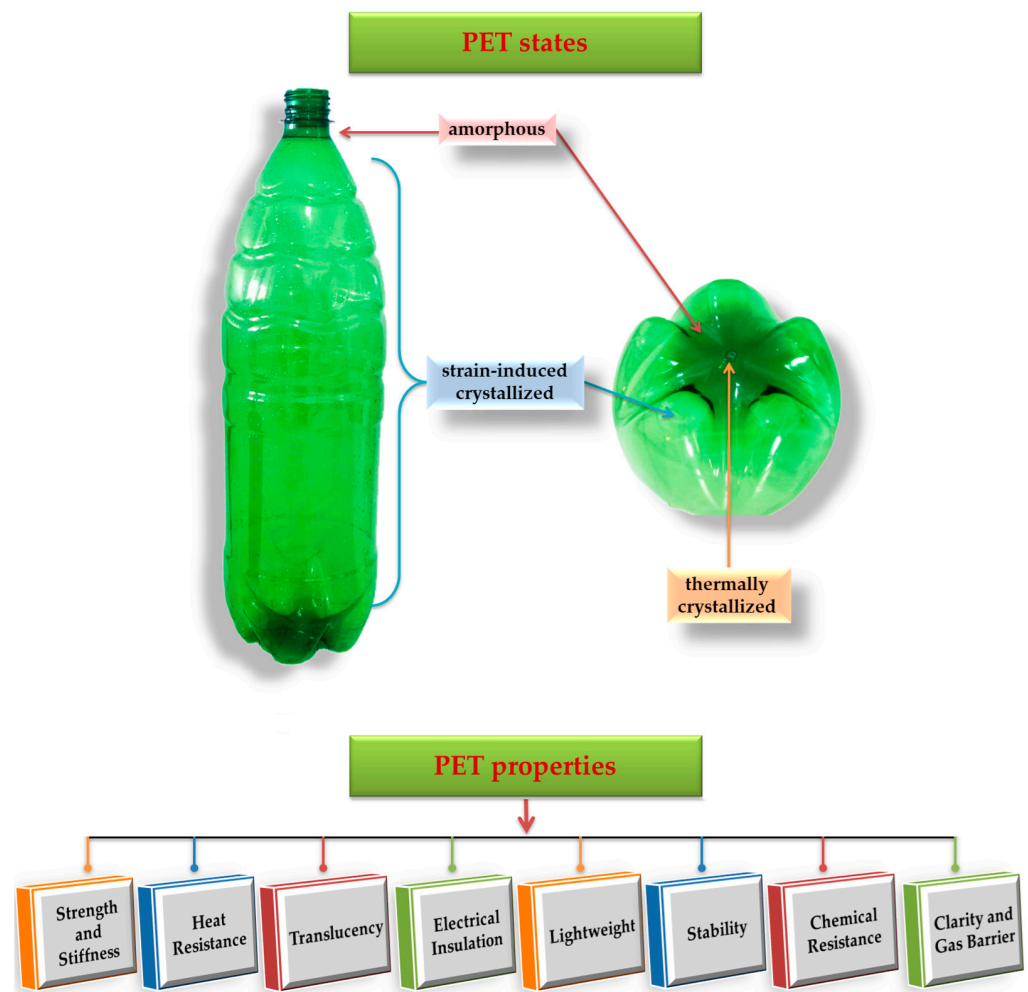 PET states
amorphous
strain-induced
crystallized
thermally
crystallized
PET properties
Strength
and
Stiffness
Heat
Resistance
Translucency
Electrical
Insulation
Lightweight
Stability
Chemical
Resistance
Clarity and
Gas Barrier